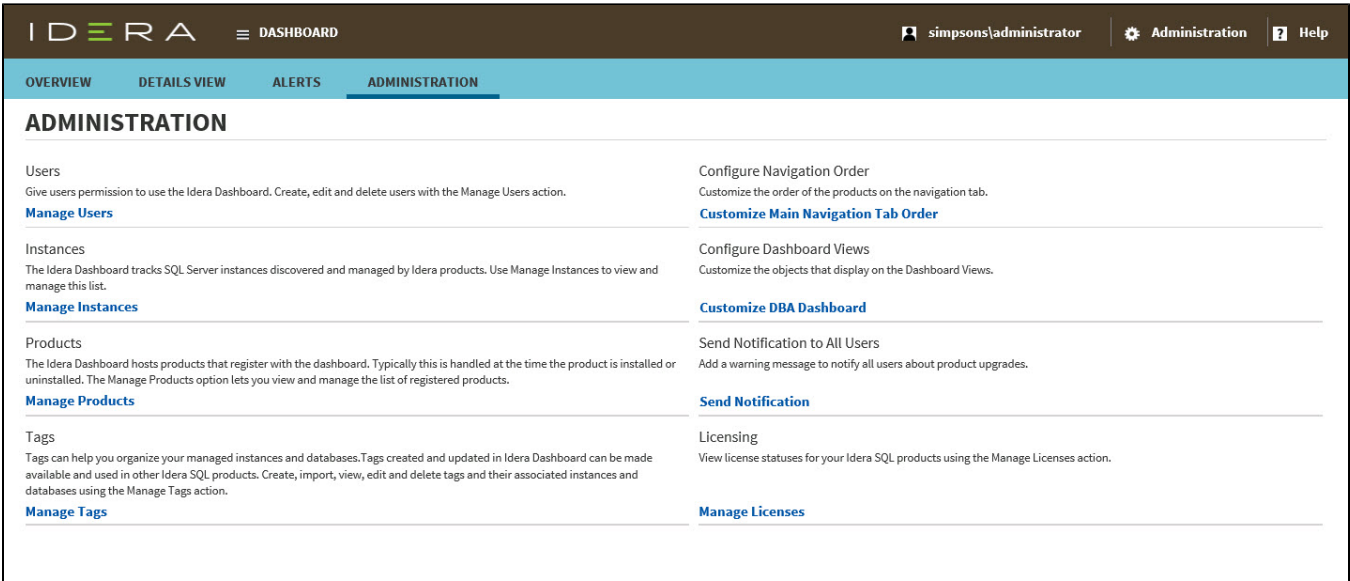 IDERA
DASHBOARD
simpsons\administrator
Administration
? Help
OVERVIEW
DETAILS VIEW
ALERTS
ADMINISTRATION
ADMINISTRATION
Users
Give users permission to use the Idera Dashboard. Create, edit and delete users with the Manage Users action.
Manage Users
Configure Navigation Order
Customize the order of the products on the navigation tab.
Customize Main Navigation Tab Order
Instances
The Idera Dashboard tracks SQL Server instances discovered and managed by Idera products. Use Manage Instances to view and
manage this list.
Manage Instances
Configure Dashboard Views
Customize the objects that display on the Dashboard Views.
Customize DBA Dashboard
Products
The Idera Dashboard hosts products that register with the dashboard. Typically this is handled at the time the product is installed or
uninstalled. The Manage Products option lets you view and manage the list of registered products.
Manage Products
Send Notification to All Users
Add a warning message to notify all users about product upgrades.
Send Notification
Tags
Tags can help you organize your managed instances and databases.Tags created and updated in Idera Dashboard can be made
available and used in other Idera SQL products. Create, import, view, edit and delete tags and their associated instances and
databases using the Manage Tags action.
Manage Tags
Licensing
View license statuses for your Idera SQL products using the Manage Licenses action.
Manage Licenses